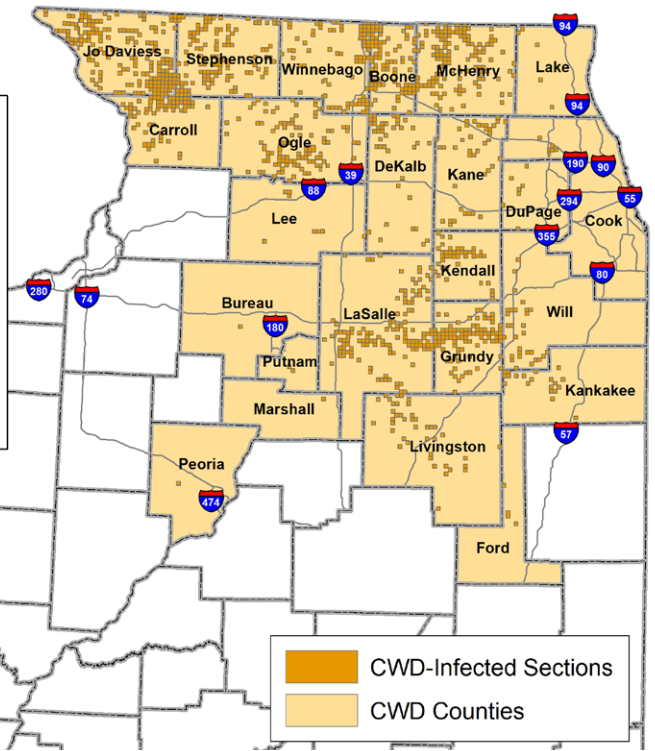 94
Jo Daviess
Stephenson
Winnebago
Boone
McHenry
Lake
94
Carroll
Ogle
39
DeKalb
Kane
190
90
88
Lee
DuPage
294
55
Cook
355
Kendall
80
280
74
Bureau
180
LaSalle
Will
Putnam
Grundy
Marshall
Kankakee
57
Livingston
Peoria
474
Ford
CWD-Infected Sections
CWD Counties